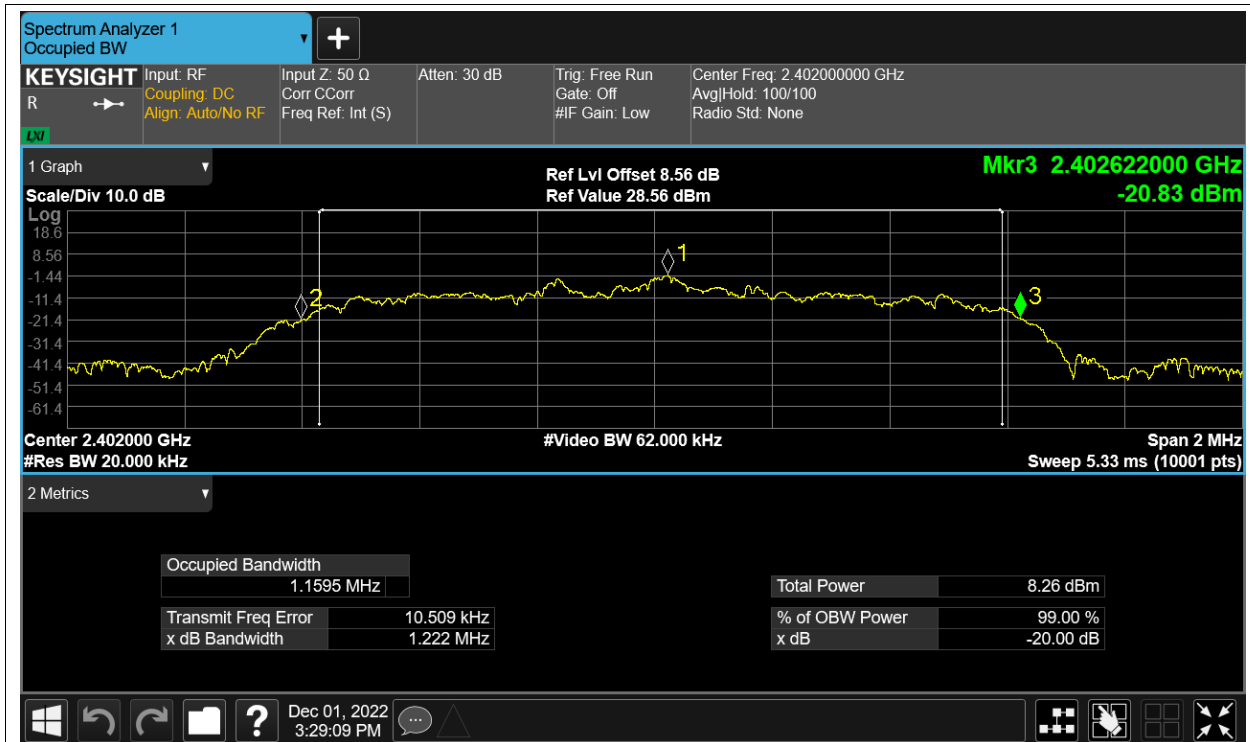 Spectrum Analyzer 1
Occupied BW
KEYSIGHT
R
LXI
Input: RF
Coupling: DC
Align: Auto/No RF
Input Z: 50 Ω
Corr CCorr
Freq Ref: Int (S)
Atten: 30 dB
Trig: Free Run
Gate: Off
#IF Gain: Low
Center Freq: 2.402000000 GHz
Avg|Hold: 100/100
Radio Std: None
1 Graph
Scale/Div 10.0 dB
Ref Lvl Offset 8.56 dB
Ref Value 28.56 dBm
Mkr3 2.402622000 GHz
-20.83 dBm
Log
18.6
8.56
-1.44
-11.4
-21.4
-31.4
-41.4
-51.4
-61.4
1
2
3
Center 2.402000 GHz
#Video BW 62.000 kHz
Span 2 MHz
#Res BW 20.000 kHz
Sweep 5.33 ms (10001 pts)
2 Metrics
Occupied Bandwidth
1.1595 MHz
Total Power 8.26 dBm
Transmit Freq Error 10.509 kHz
% of OBW Power 99.00 %
x dB Bandwidth 1.222 MHz
x dB -20.00 dB
?
Dec 01, 2022
3:29:09 PM